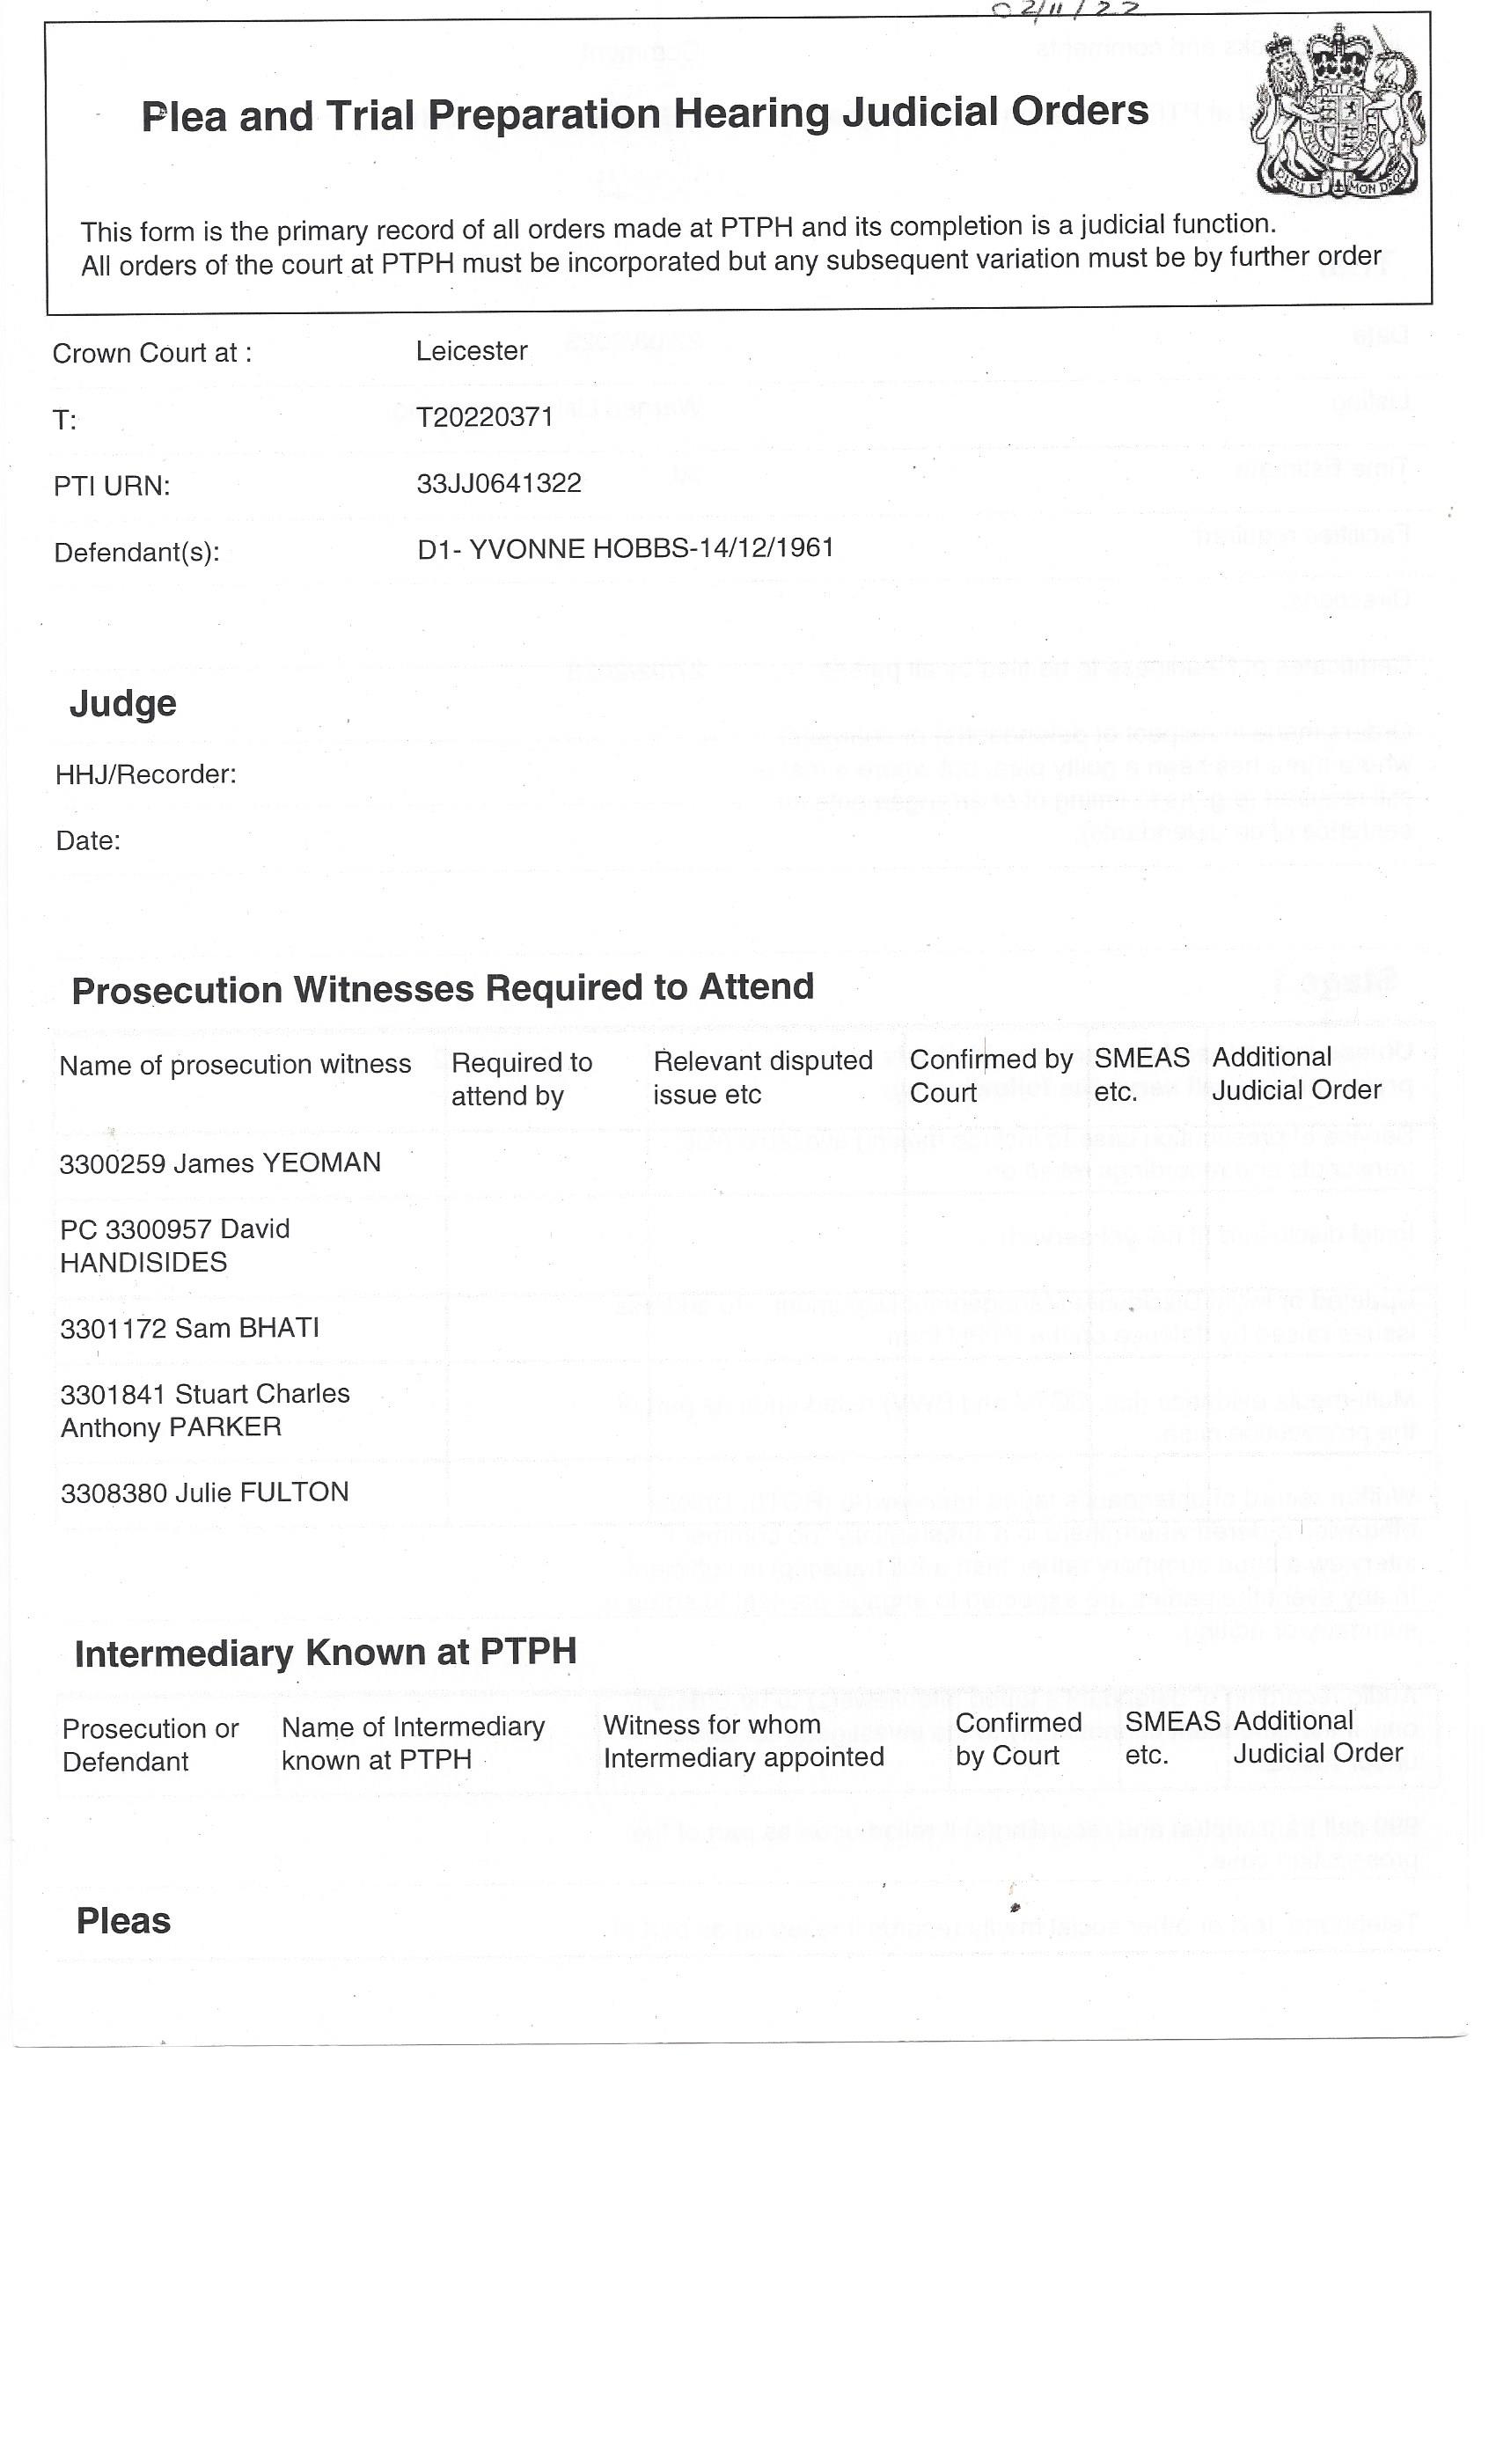 02/11/22
Plea and Trial Preparation Hearing Judicial Orders
DIEU ET MON DROIT
This form is the primary record of all orders made at PTPH and its completion is a judicial function.
All orders of the court at PTPH must be incorporated but any subsequent variation must be by further order
Crown Court at : Leicester
T: T20220371
PTI URN: 33JJ0641322
Defendant(s): D1- YVONNE HOBBS-14/12/1961
Judge
HHJ/Recorder:
Date:
Prosecution Witnesses Required to Attend
Name of prosecution witness Required to Relevant disputed Confirmed by SMEAS Additional
attend by issue etc Court etc. Judicial Order
3300259 James YEOMAN
PC 3300957 David
HANDISIDES
3301172 Sam BHATI
3301841 Stuart Charles
Anthony PARKER
3308380 Julie FULTON
Intermediary Known at PTPH
Prosecution or Name of Intermediary Witness for whom Confirmed SMEAS Additional
Defendant known at PTPH Intermediary appointed by Court etc. Judicial Order
Pleas